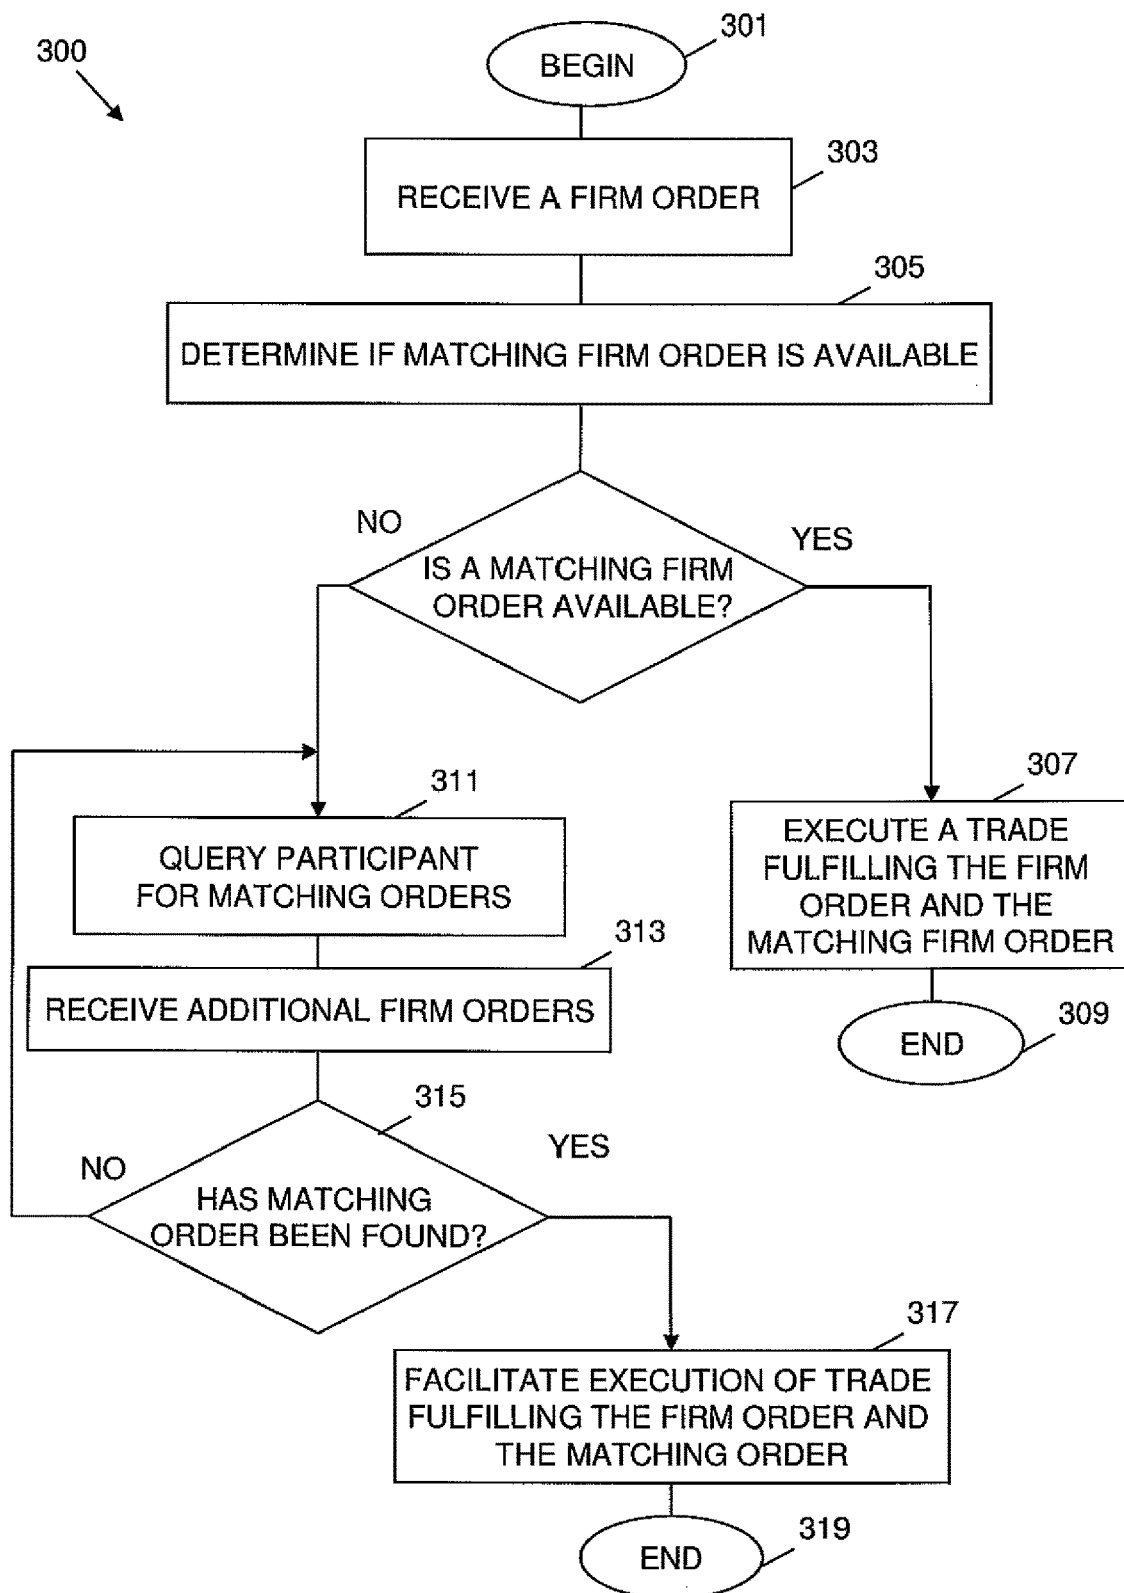 300
301
BEGIN
303
RECEIVE A FIRM ORDER
305
DETERMINE IF MATCHING FIRM ORDER IS AVAILABLE
NO
YES
IS A MATCHING FIRM
ORDER AVAILABLE?
311
QUERY PARTICIPANT
FOR MATCHING ORDERS
307
EXECUTE A TRADE
FULFILLING THE FIRM
ORDER AND THE
MATCHING FIRM ORDER
313
RECEIVE ADDITIONAL FIRM ORDERS
END
309
315
NO
YES
HAS MATCHING
ORDER BEEN FOUND?
317
FACILITATE EXECUTION OF TRADE
FULFILLING THE FIRM ORDER AND
THE MATCHING ORDER
319
END